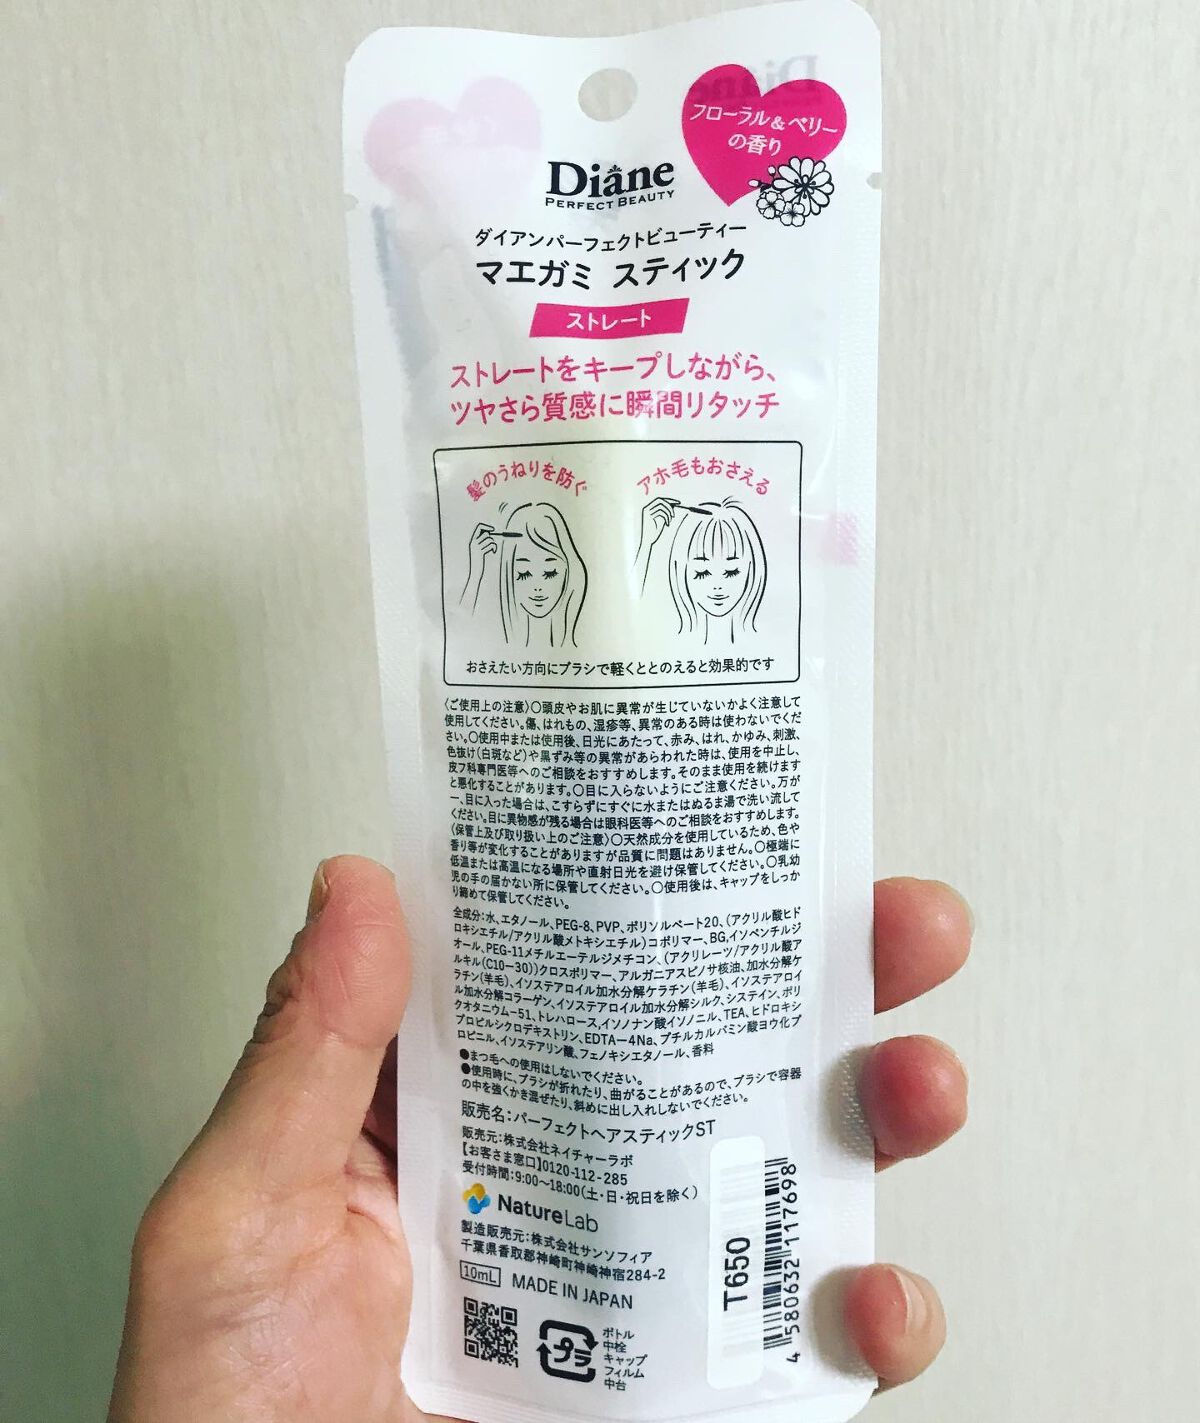 フローラル&ベリー
の香り
Diane
PERFECT BEAUTY
ダイアンパーフェクトビューティー
マエガミ スティック
ストレート
ストレートをキープしながら、
ツヤさら質感に瞬間リタッチ
髪のうねりを防ぐ
アホ毛もおさえる
おさえたい方向にブラシで軽くととのえると効果的です
〈ご使用上の注意〉○頭皮やお肌に異常が生じていないかよく注意して
使用してください。傷、はれもの、湿疹等、異常のある時は使わないでくだ
さい。○使用中または使用後、日光にあたって、赤み、はれ、かゆみ、刺激、
色抜け(白斑など)や黒ずみ等の異常があらわれた時は、使用を中止し、
皮フ科専門医等へのご相談をおすすめします。そのまま使用を続けます
と悪化することがあります。○目に入らないようにご注意ください。万が
一、目に入った場合は、こすらずにすぐに水またはぬるま湯で洗い流して
ください。目に異物感が残る場合は眼科医等へのご相談をおすすめします。
〈保管上及び取り扱い上のご注意〉○天然成分を使用しているため、色や
香り等が変化することがありますが品質に問題はありません。○極端に
低温または高温になる場所や直射日光を避け保管してください。○乳幼
児の手の届かない所に保管してください。○使用後は、キャップをしっか
り締めて保管してください。
全成分:水、エタノール、PEG-8、PVP、ポリソルベート20、(アクリル酸ヒド
ロキシエチル/アクリル酸メトキシエチル)コポリマー、BG、イソペンチルジ
オール、PEG-11メチルエーテルジメチコン、(アクリレーツ/アクリル酸ア
ルキル(C10-30))クロスポリマー、アルガニアスピノサ核油、加水分解ケ
ラチン(羊毛)、イソステアロイル加水分解ケラチン(羊毛)、イソステアロイ
ル加水分解コラーゲン、イソステアロイル加水分解シルク、システイン、ポリ
クオタニウム-51、トレハロース,イソノナン酸イソノニル、TEA、ヒドロキシ
プロピルシクロデキストリン、EDTA-4Na、ブチルカルバミン酸ヨウ化プ
ロピニル、イソステアリン酸、フェノキシエタノール、香料
●まつ毛への使用はしないでください。
●使用時に、ブラシが折れたり、曲がることがあるので、ブラシで容器
の中を強くかき混ぜたり、斜めに出し入れしないでください。
販売名:パーフェクトヘアスティックST
販売元:株式会社ネイチャーラボ
【お客さま窓口】0120-112-285
受付時間:9:00~18:00(土・日・祝日を除く)
NatureLab
製造販売元:株式会社サンソフィア
千葉県香取郡神崎町神崎神宿284-2
10mL MADE IN JAPAN
プラ
ボトル
中栓
キャップ
フィルム
中台
T650
4 580632 117698